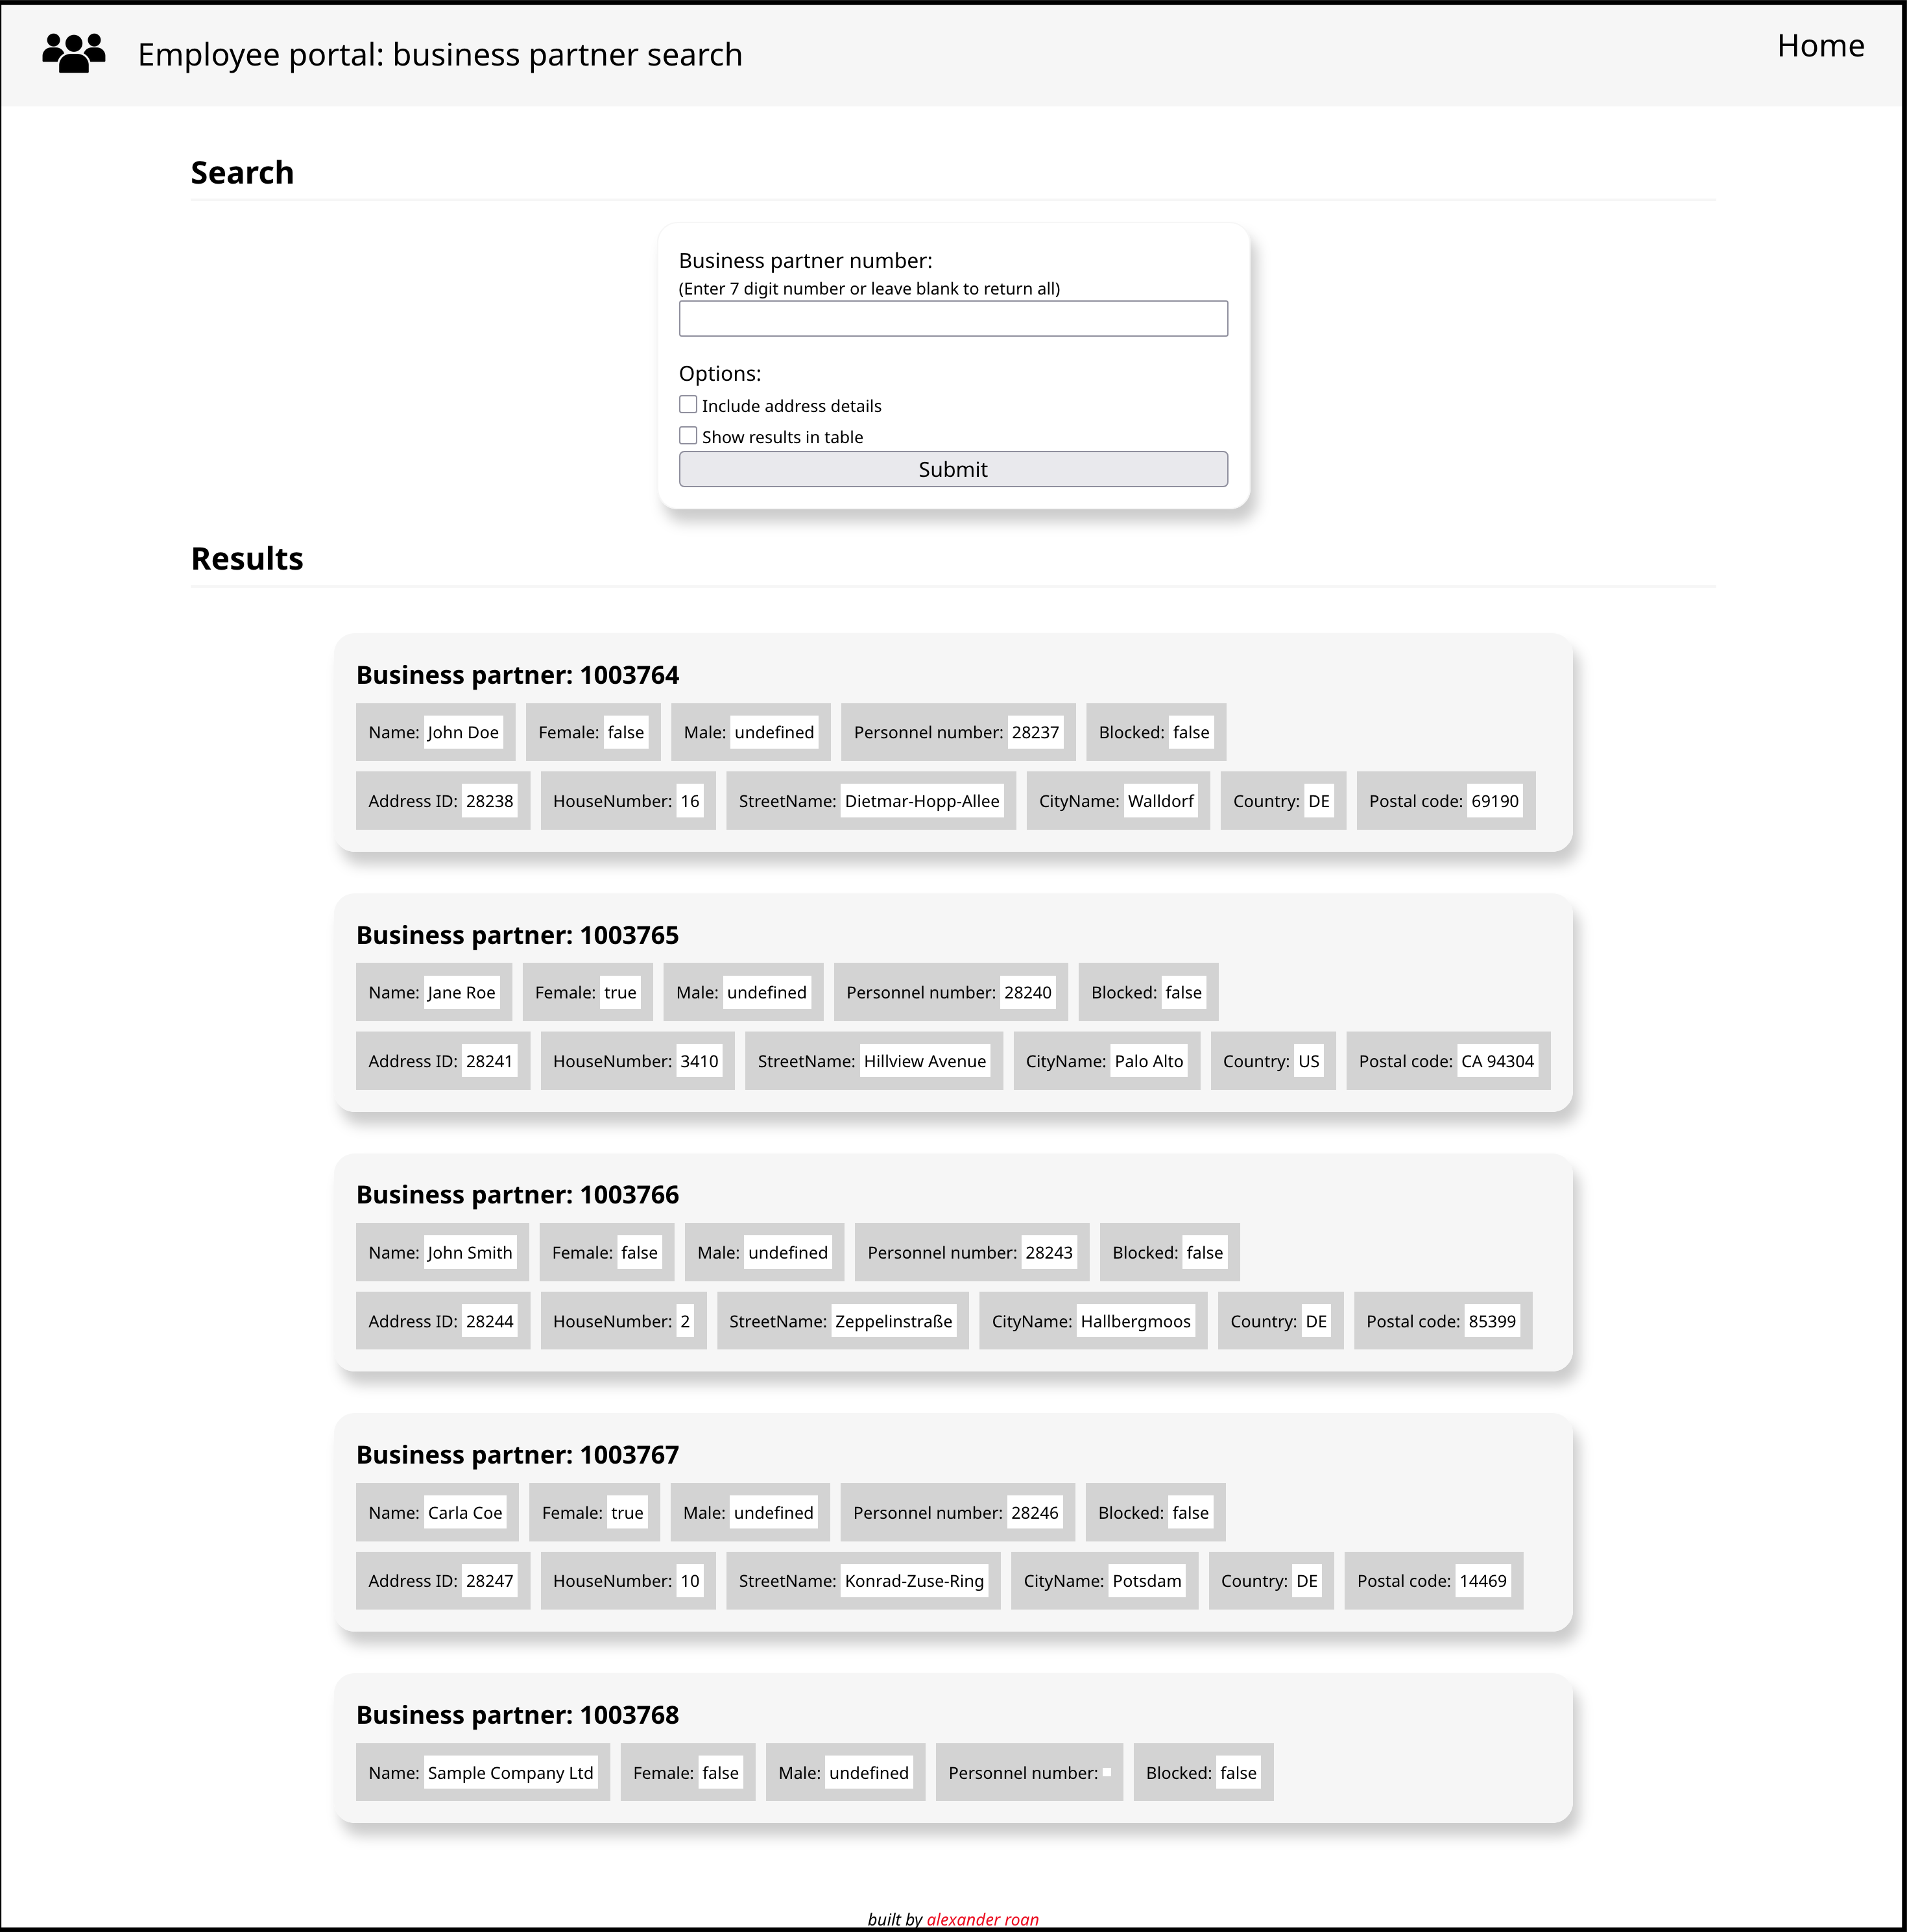 Employee portal: business partner search
Home
Search
Business partner number:
(Enter 7 digit number or leave blank to return all)
Options:
Include address details
Show results in table
Submit
Results
Business partner: 1003764
Name: John Doe Female: false Male: undefined Personnel number: 28237 Blocked: false
Address ID: 28238 HouseNumber: 16 StreetName: Dietmar-Hopp-Allee CityName: Walldorf Country: DE Postal code: 69190
Business partner: 1003765
Name: Jane Roe Female: true Male: undefined Personnel number: 28240 Blocked: false
Address ID: 28241 HouseNumber: 3410 StreetName: Hillview Avenue CityName: Palo Alto Country: US Postal code: CA 94304
Business partner: 1003766
Name: John Smith Female: false Male: undefined Personnel number: 28243 Blocked: false
Address ID: 28244 HouseNumber: 2 StreetName: Zeppelinstraße CityName: Hallbergmoos Country: DE Postal code: 85399
Business partner: 1003767
Name: Carla Coe Female: true Male: undefined Personnel number: 28246 Blocked: false
Address ID: 28247 HouseNumber: 10 StreetName: Konrad-Zuse-Ring CityName: Potsdam Country: DE Postal code: 14469
Business partner: 1003768
Name: Sample Company Ltd Female: false Male: undefined Personnel number: Blocked: false
built by alexander roan